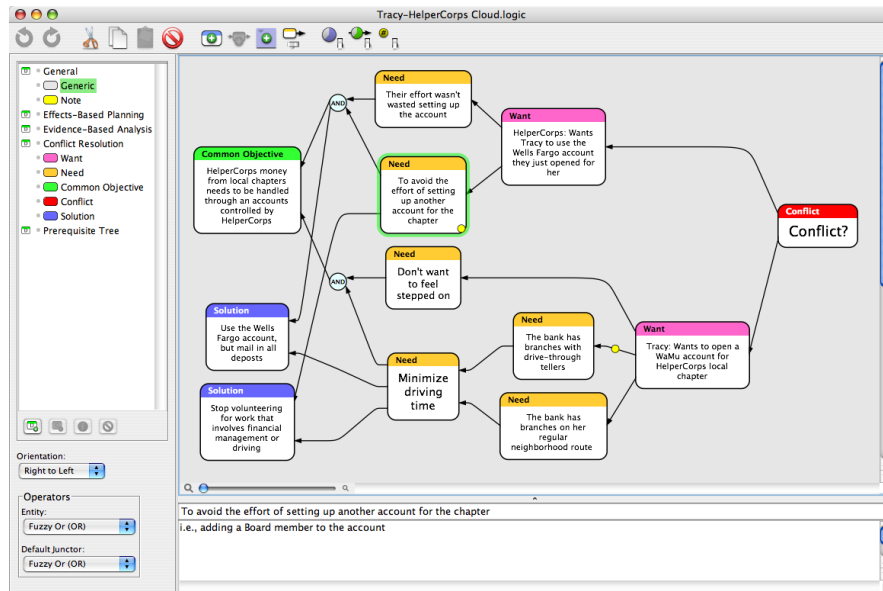 Tracy-HelperCorps Cloud.logic
General
Generic
Note
Effects-Based Planning
Evidence-Based Analysis
Conflict Resolution
Want
Need
Common Objective
Conflict
Solution
Prerequisite Tree
Orientation:
Right to Left
Operators
Entity:
Fuzzy Or (OR)
Default Junctor:
Fuzzy Or (OR)
Need
Their effort wasn't
wasted setting up
the account
AND
Want
HelperCorps: Wants
Tracy to use the
Wells Fargo account
they just opened for
her
Common Objective
HelperCorps money
from local chapters
needs to be handled
through an accounts
controlled by
HelperCorps
Need
To avoid the
effort of setting
up another
account for the
chapter
Conflict
Conflict?
Need
Don't want
to feel
stepped on
AND
Solution
Use the Wells
Fargo account,
but mail in all
deposts
Need
The bank has
branches with
drive-through
tellers
Want
Tracy: Wants to open a
WaMu account for
HelperCorps local
chapter
Need
Minimize
driving
time
Solution
Stop volunteering
for work that
involves financial
management or
driving
Need
The bank has
branches on her
regular
neighborhood route
To avoid the effort of setting up another account for the chapter
i.e., adding a Board member to the account